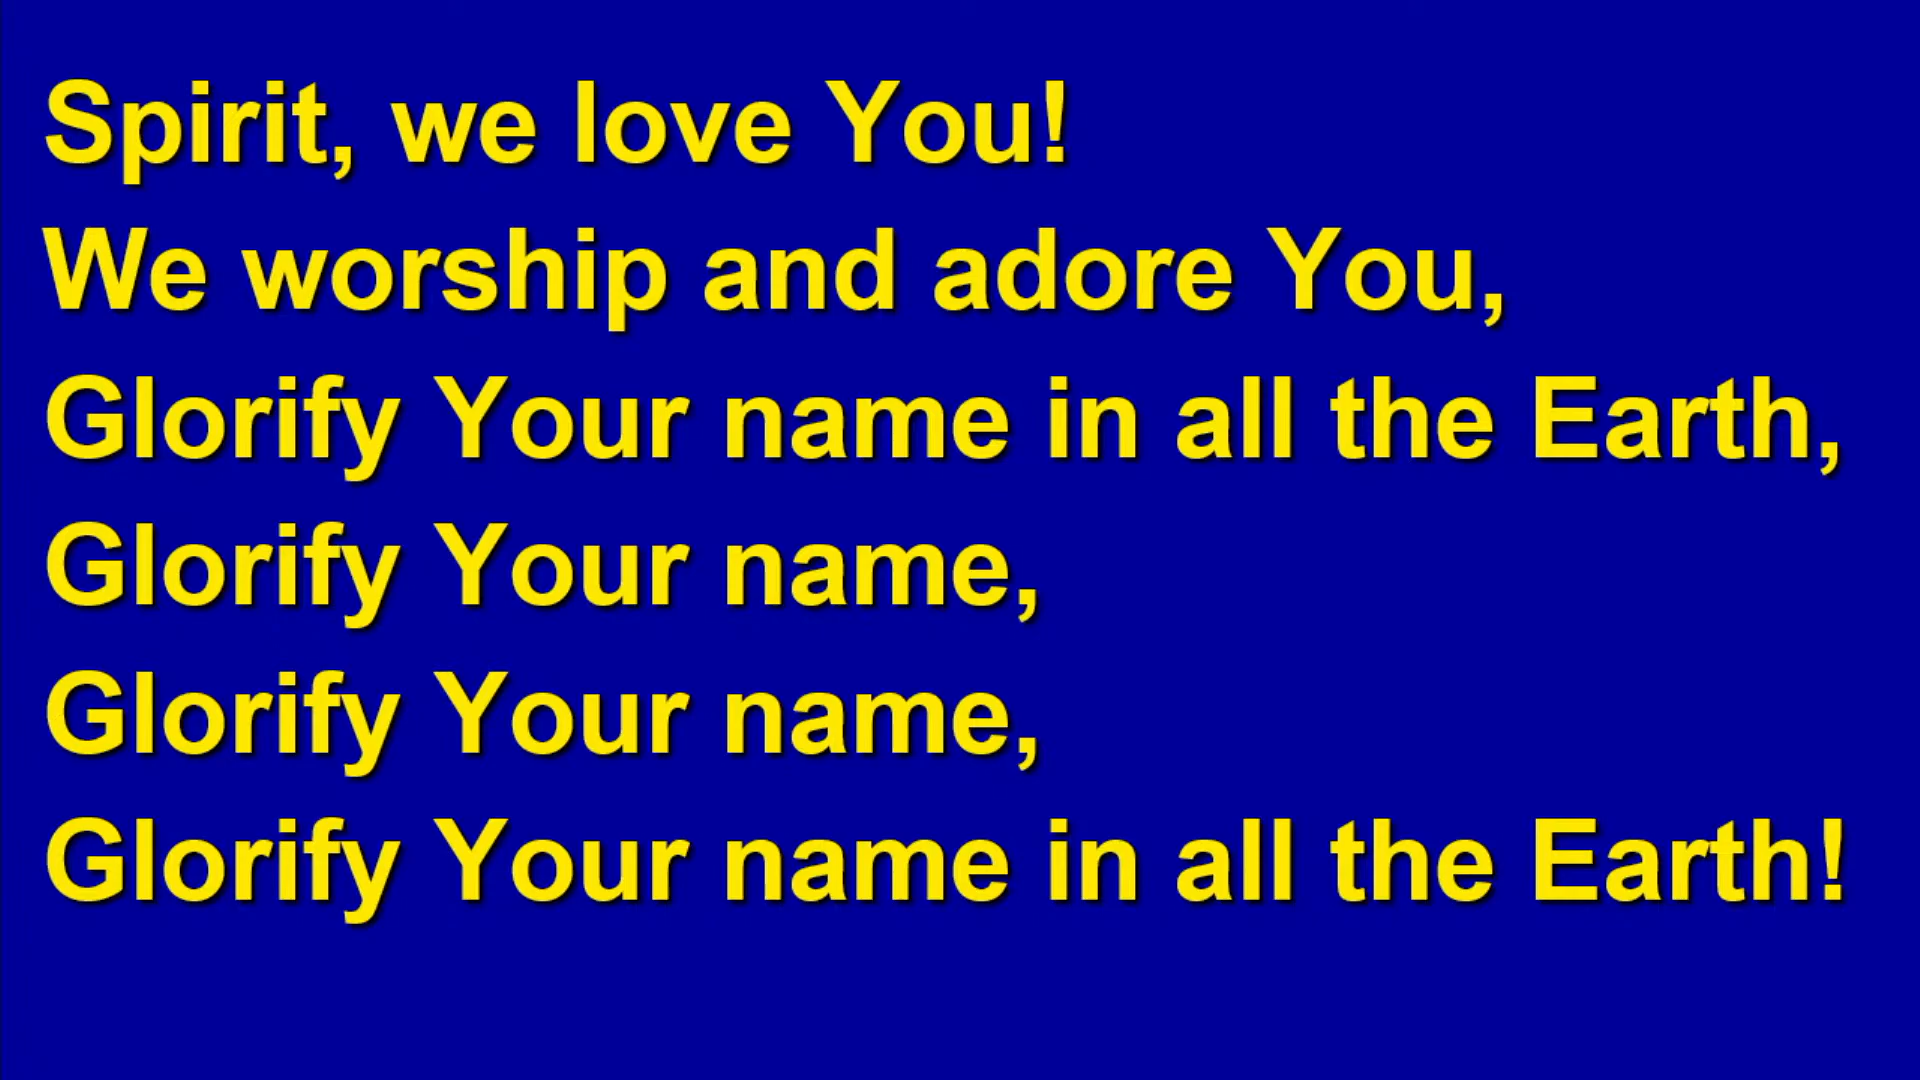 Spirit, we love You!
We worship and adore You,
Glorify Your name in all the Earth,
Glorify Your name,
Glorify Your name,
Glorify Your name in all the Earth!